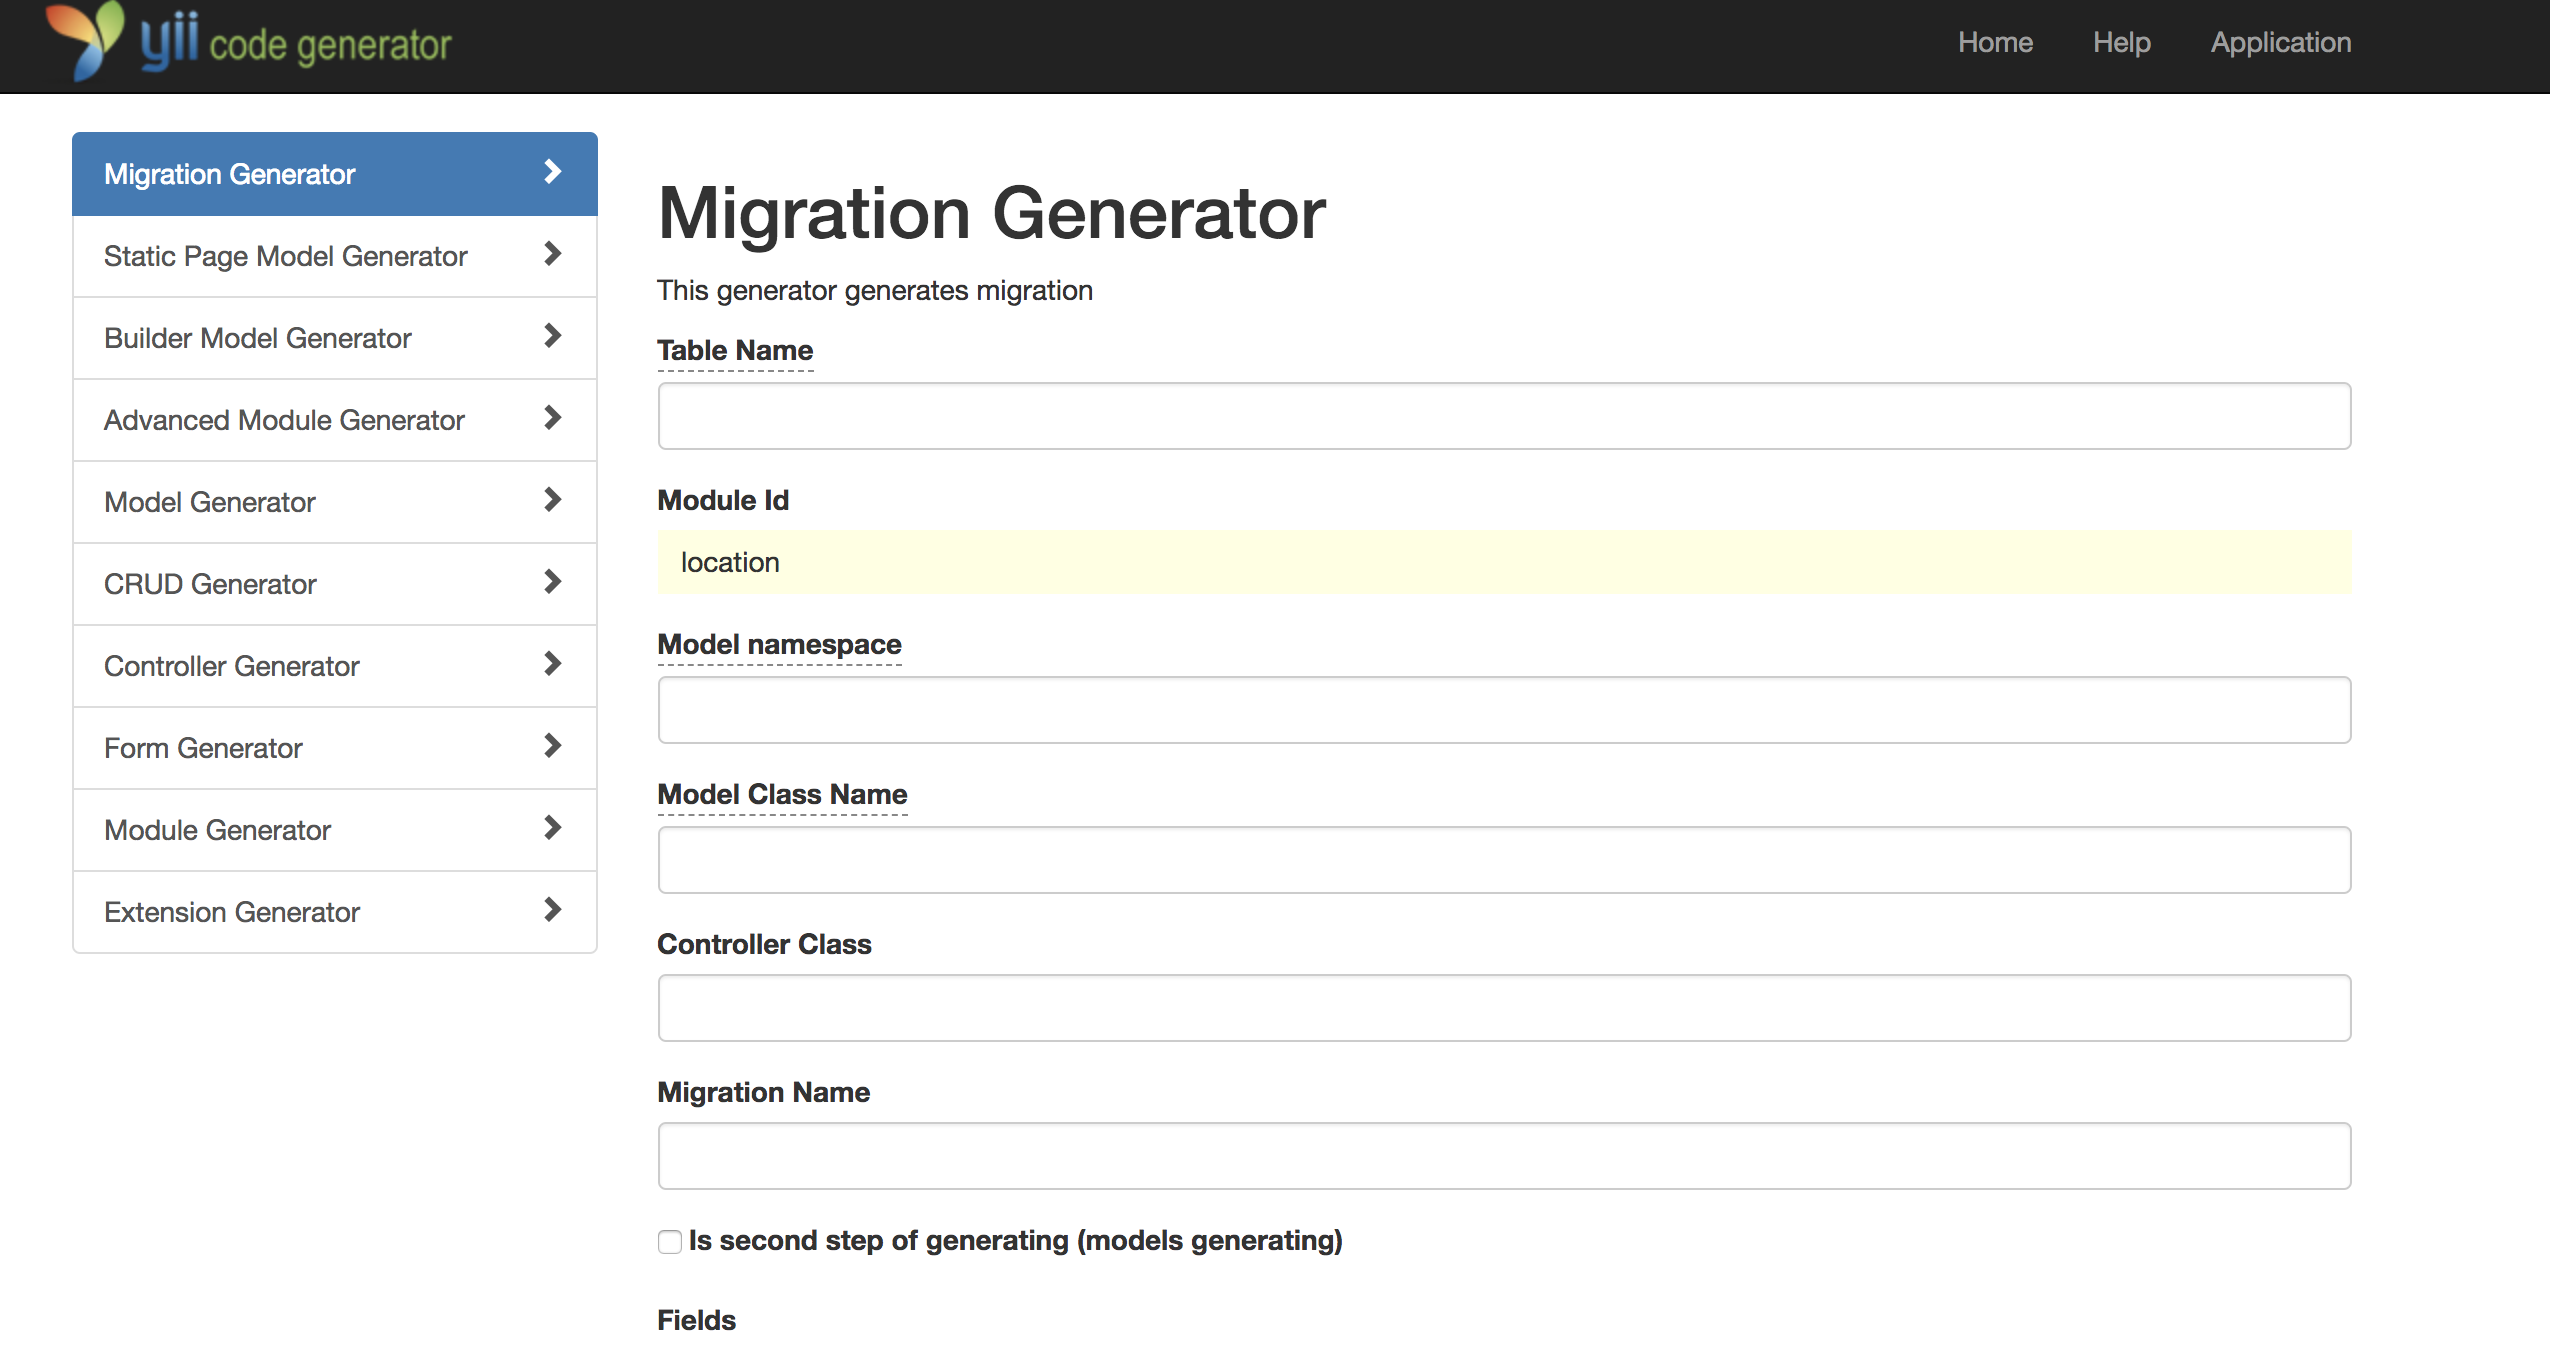 yii code generator
Home Help Application
Migration Generator
Static Page Model Generator
Builder Model Generator
Advanced Module Generator
Model Generator
CRUD Generator
Controller Generator
Form Generator
Module Generator
Extension Generator
Migration Generator
This generator generates migration
Table Name
Module Id
location
Model namespace
Model Class Name
Controller Class
Migration Name
Is second step of generating (models generating)
Fields